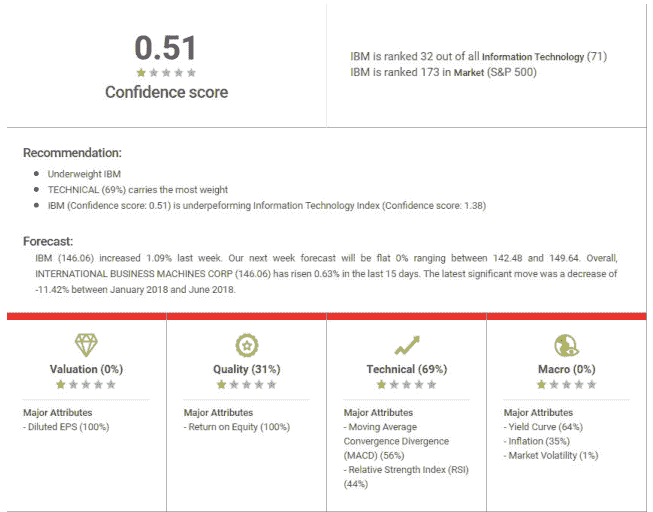 0.51
Confidence score
IBM is ranked 32 out of all Information Technology (71)
IBM is ranked 173 in Market (S&P 500)
Recommendation:
Underweight IBM
TECHNICAL (69%) carries the most weight
IBM (Confidence score: 0.51) is underpeforming Information Technology Index (Confidence score: 1.38)
Forecast:
IBM (146.06) increased 1.09% last week. Our next week forecast will be flat 0% ranging between 142.48 and 149.64. Overall,
INTERNATIONAL BUSINESS MACHINES CORP (146.06) has risen 0.63% in the last 15 days. The latest significant move was a decrease of
-11.42% between January 2018 and June 2018.
Valuation (0%)
Major Attributes
- Diluted EPS (100%)
Quality (31%)
Major Attributes
- Return on Equity (100%)
Technical (69%)
Major Attributes
- Moving Average
Convergence Divergence
(MACD) (56%)
- Relative Strength Index (RSI)
(44%)
Macro (0%)
Major Attributes
- Yield Curve (64%)
- Inflation (35%)
- Market Volatility (1%)